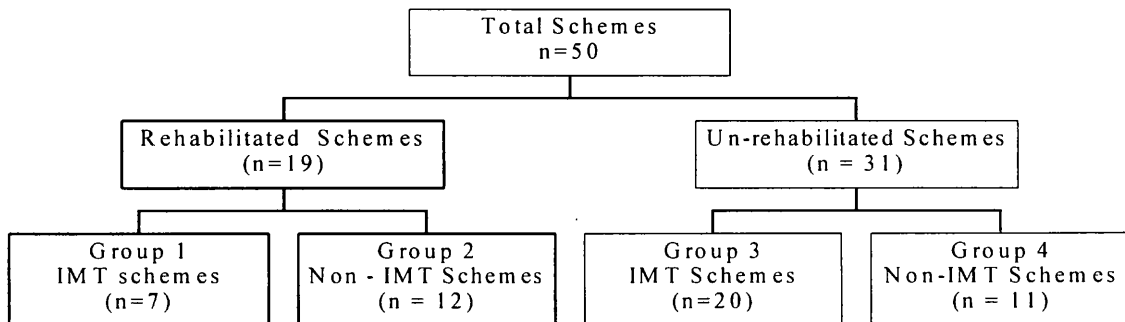 Total Schemes
n=50
Rehabilitated Schemes
(n=19)
Un-rehabilitated Schemes
(n = 31)
Group 1
IMT schemes
(n=7)
Group 2
Non - IMT Schemes
(n = 12)
Group 3
IMT Schemes
(n=20)
Group 4
Non-IMT Schemes
(n = 11)